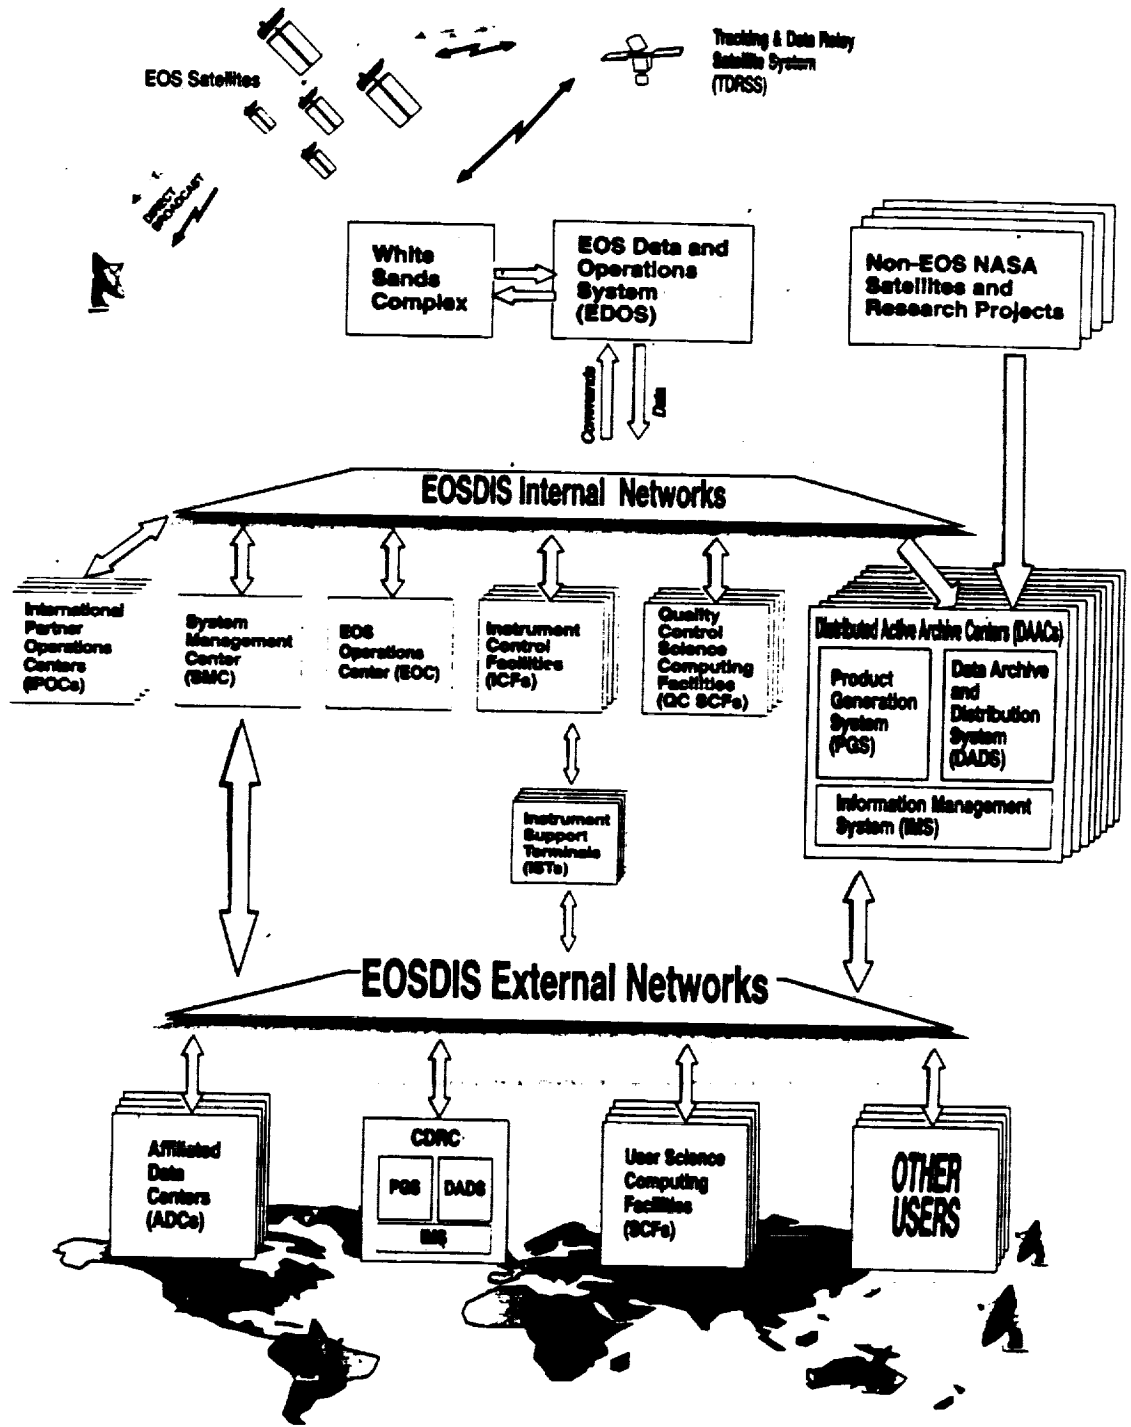 EOS Satellites
Tracking & Data Relay
Satellite System
(TDRSS)
DIRECT
BROADCAST
White
Sands
Complex
EOS Data and
Operations
System
(EDOS)
Non-EOS NASA
Satellites and
Research Projects
Commands
Data
EOSDIS Internal Networks
International
Partner
Operations
Centers
(IPOCs)
System
Management
Center
(SMC)
EOS
Operations
Center (EOC)
Instrument
Control
Facilities
(ICFs)
Quality
Control
Science
Computing
Facilities
(QC SCFs)
Distributed Active Archive Centers (DAACs)
Product
Generation
System
(PGS)
Data Archive
and
Distribution
System
(DADS)
Information Management
System (IMS)
Instrument
Support
Terminals
(ISTs)
EOSDIS External Networks
Affiliated
Data
Centers
(ADCs)
CDRC
PGS
DADS
IMS
User Science
Computing
Facilities
(SCFs)
OTHER
USERS